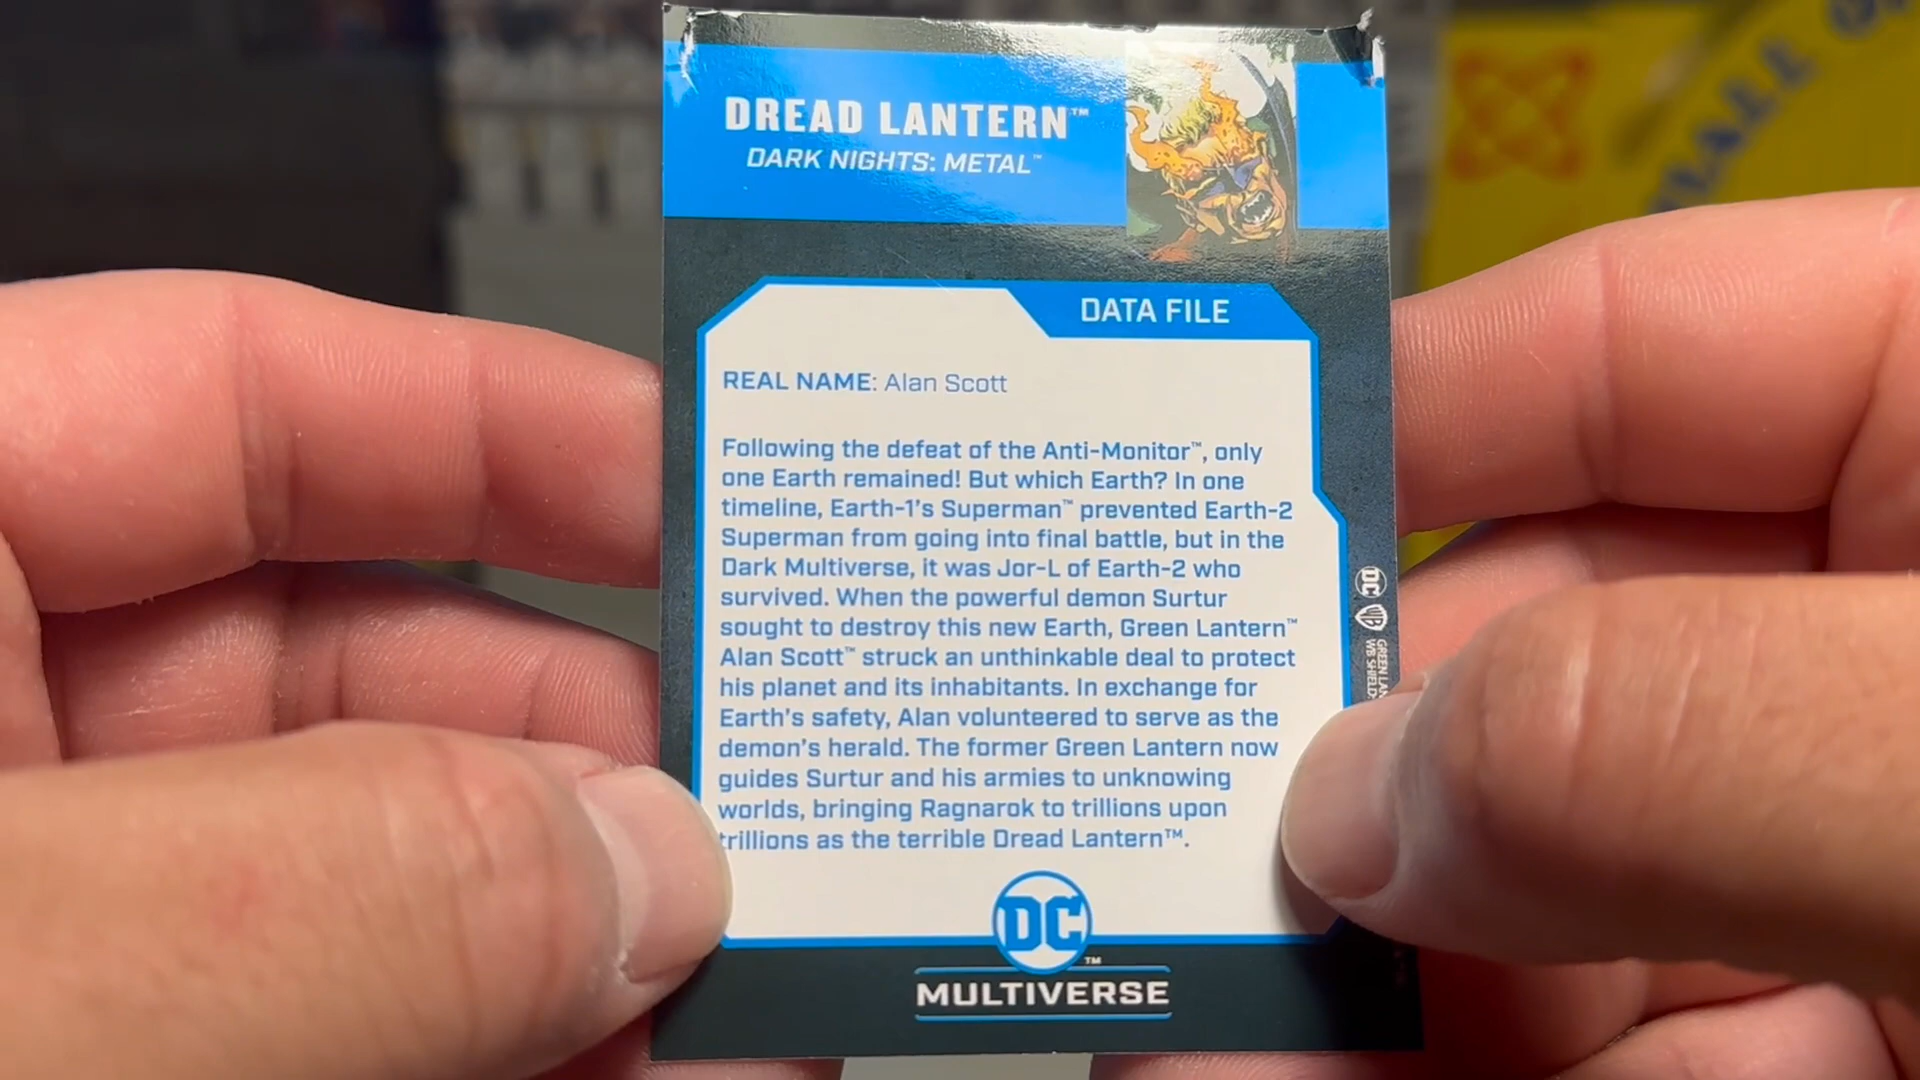 DREAD LANTERN™
DARK NIGHTS: METAL™
DATA FILE
REAL NAME: Alan Scott
Following the defeat of the Anti-Monitor™, only
one Earth remained! But which Earth? In one
timeline, Earth-1's Superman™ prevented Earth-2
Superman from going into final battle, but in the
Dark Multiverse, it was Jor-L of Earth-2 who
survived. When the powerful demon Surtur
sought to destroy this new Earth, Green Lantern™
Alan Scott™ struck an unthinkable deal to protect
his planet and its inhabitants. In exchange for
Earth's safety, Alan volunteered to serve as the
demon's herald. The former Green Lantern now
guides Surtur and his armies to unknowing
worlds, bringing Ragnarok to trillions upon
trillions as the terrible Dread Lantern™.
DC™
MULTIVERSE
DC WB
GREEN
WB SHIELD